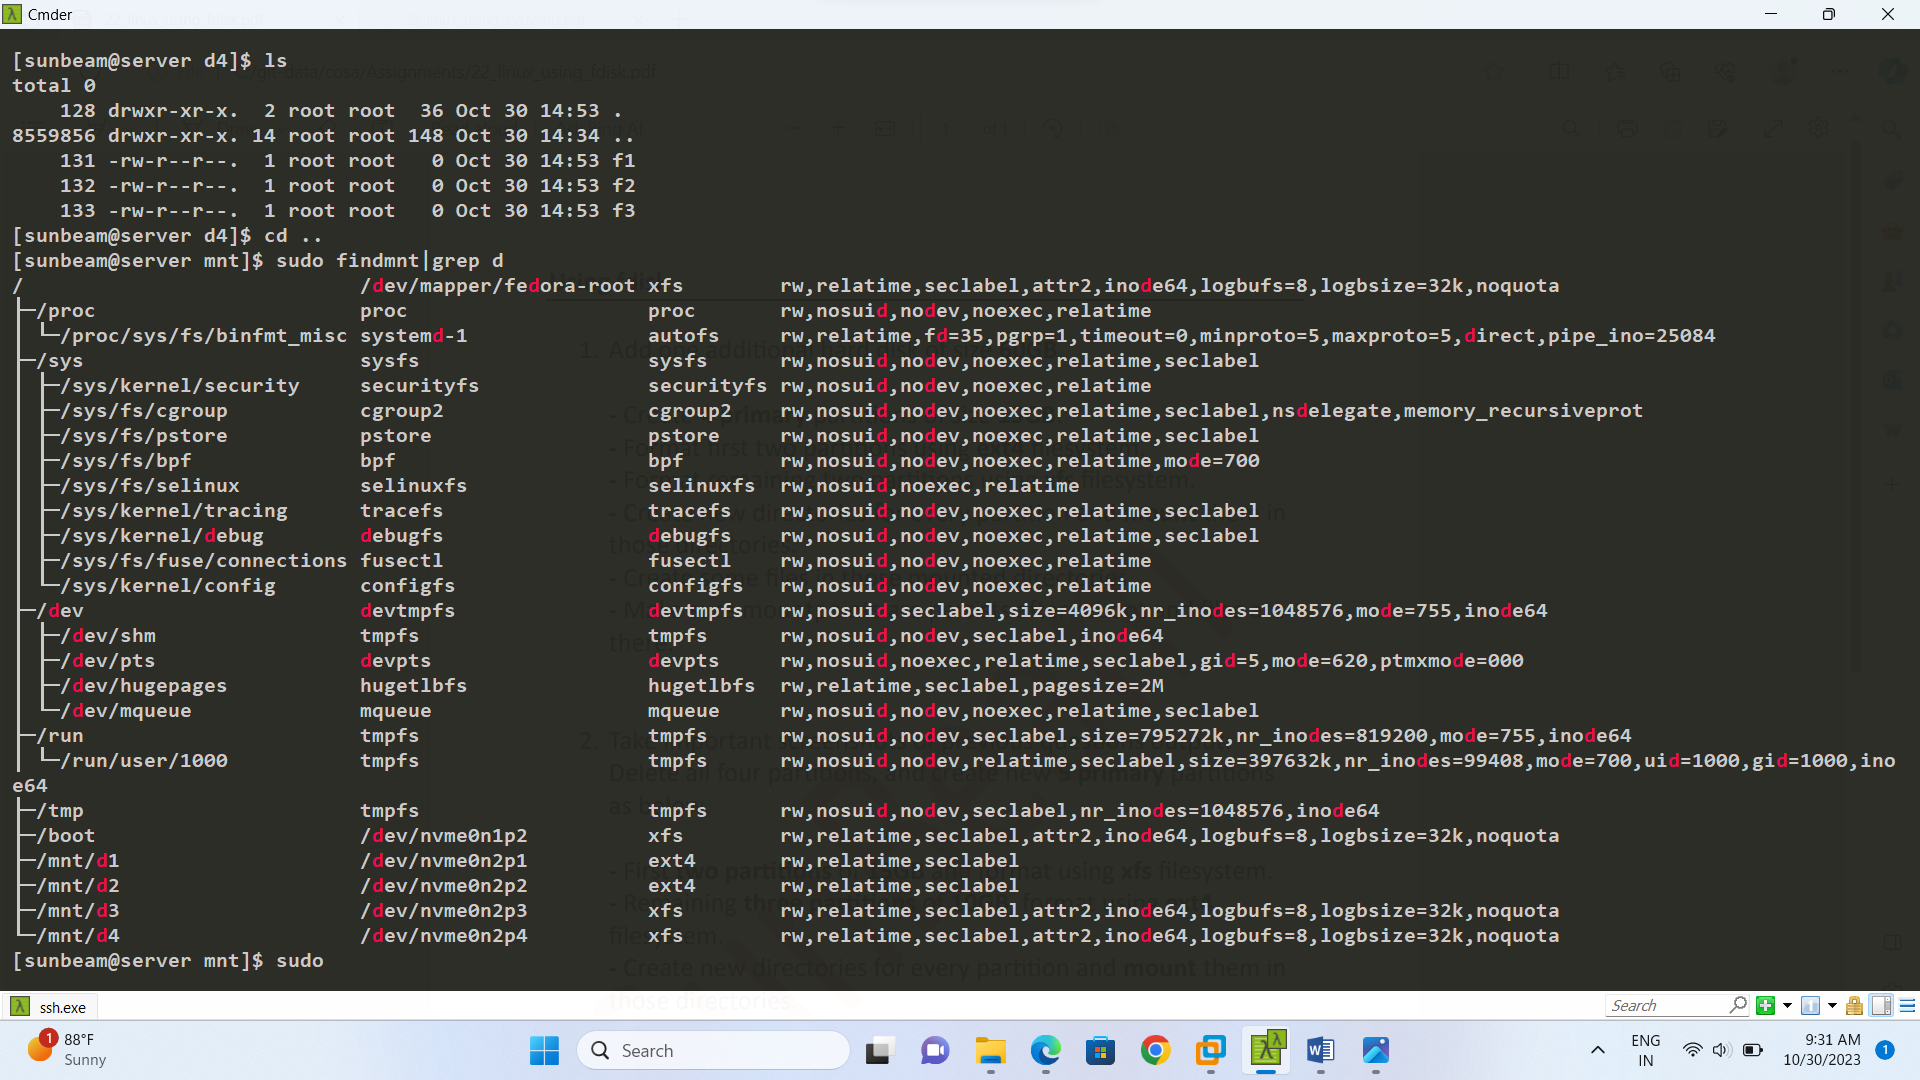 Cmder
[sunbeam@server d4]$ ls
total 0
    128 drwxr-xr-x.  2 root root  36 Oct 30 14:53 .
8559856 drwxr-xr-x. 14 root root 148 Oct 30 14:34 ..
    131 -rw-r--r--.  1 root root   0 Oct 30 14:53 f1
    132 -rw-r--r--.  1 root root   0 Oct 30 14:53 f2
    133 -rw-r--r--.  1 root root   0 Oct 30 14:53 f3
[sunbeam@server d4]$ cd ..
[sunbeam@server mnt]$ sudo findmnt|grep d
/                            /dev/mapper/fedora-root xfs     rw,relatime,seclabel,attr2,inode64,logbufs=8,logbsize=32k,noquota
├─/proc                      proc                    proc       rw,nosuid,nodev,noexec,relatime
│ └─/proc/sys/fs/binfmt_misc systemd-1               autofs     rw,relatime,fd=35,pgrp=1,timeout=0,minproto=5,maxproto=5,direct,pipe_ino=25084
├─/sys                       sysfs                   sysfs      rw,nosuid,nodev,noexec,relatime,seclabel
│ ├─/sys/kernel/security     securityfs              securityfs rw,nosuid,nodev,noexec,relatime
│ ├─/sys/fs/cgroup           cgroup2                 cgroup2    rw,nosuid,nodev,noexec,relatime,seclabel,nsdelegate,memory_recursiveprot
│ ├─/sys/fs/pstore           pstore                  pstore     rw,nosuid,nodev,noexec,relatime,seclabel
│ ├─/sys/fs/bpf              bpf                     bpf        rw,nosuid,nodev,noexec,relatime,mode=700
│ ├─/sys/fs/selinux          selinuxfs               selinuxfs  rw,nosuid,noexec,relatime
│ ├─/sys/kernel/tracing      tracefs                 tracefs    rw,nosuid,nodev,noexec,relatime,seclabel
│ ├─/sys/kernel/debug        debugfs                 debugfs    rw,nosuid,nodev,noexec,relatime,seclabel
│ ├─/sys/fs/fuse/connections fusectl                 fusectl    rw,nosuid,nodev,noexec,relatime
│ └─/sys/kernel/config       configfs                configfs   rw,nosuid,nodev,noexec,relatime
├─/dev                       devtmpfs                devtmpfs   rw,nosuid,seclabel,size=4096k,nr_inodes=1048576,mode=755,inode64
│ ├─/dev/shm                 tmpfs                   tmpfs      rw,nosuid,nodev,seclabel,inode64
│ ├─/dev/pts                 devpts                  devpts     rw,nosuid,noexec,relatime,seclabel,gid=5,mode=620,ptmxmode=000
│ ├─/dev/hugepages           hugetlbfs               hugetlbfs  rw,relatime,seclabel,pagesize=2M
│ └─/dev/mqueue              mqueue                  mqueue     rw,nosuid,nodev,noexec,relatime,seclabel
├─/run                       tmpfs                   tmpfs      rw,nosuid,nodev,seclabel,size=795272k,nr_inodes=819200,mode=755,inode64
│ └─/run/user/1000           tmpfs                   tmpfs      rw,nosuid,nodev,relatime,seclabel,size=397632k,nr_inodes=99408,mode=700,uid=1000,gid=1000,ino
e64
├─/tmp                       tmpfs                   tmpfs      rw,nosuid,nodev,seclabel,nr_inodes=1048576,inode64
├─/boot                      /dev/nvme0n1p2          xfs        rw,relatime,seclabel,attr2,inode64,logbufs=8,logbsize=32k,noquota
├─/mnt/d1                    /dev/nvme0n2p1          ext4       rw,relatime,seclabel
├─/mnt/d2                    /dev/nvme0n2p2          ext4       rw,relatime,seclabel
├─/mnt/d3                    /dev/nvme0n2p3          xfs        rw,relatime,seclabel,attr2,inode64,logbufs=8,logbsize=32k,noquota
└─/mnt/d4                    /dev/nvme0n2p4          xfs        rw,relatime,seclabel,attr2,inode64,logbufs=8,logbsize=32k,noquota
[sunbeam@server mnt]$ sudo
ssh.exe
Search
1
88°F
Sunny
Search
ENG
IN
9:31 AM
10/30/2023
1